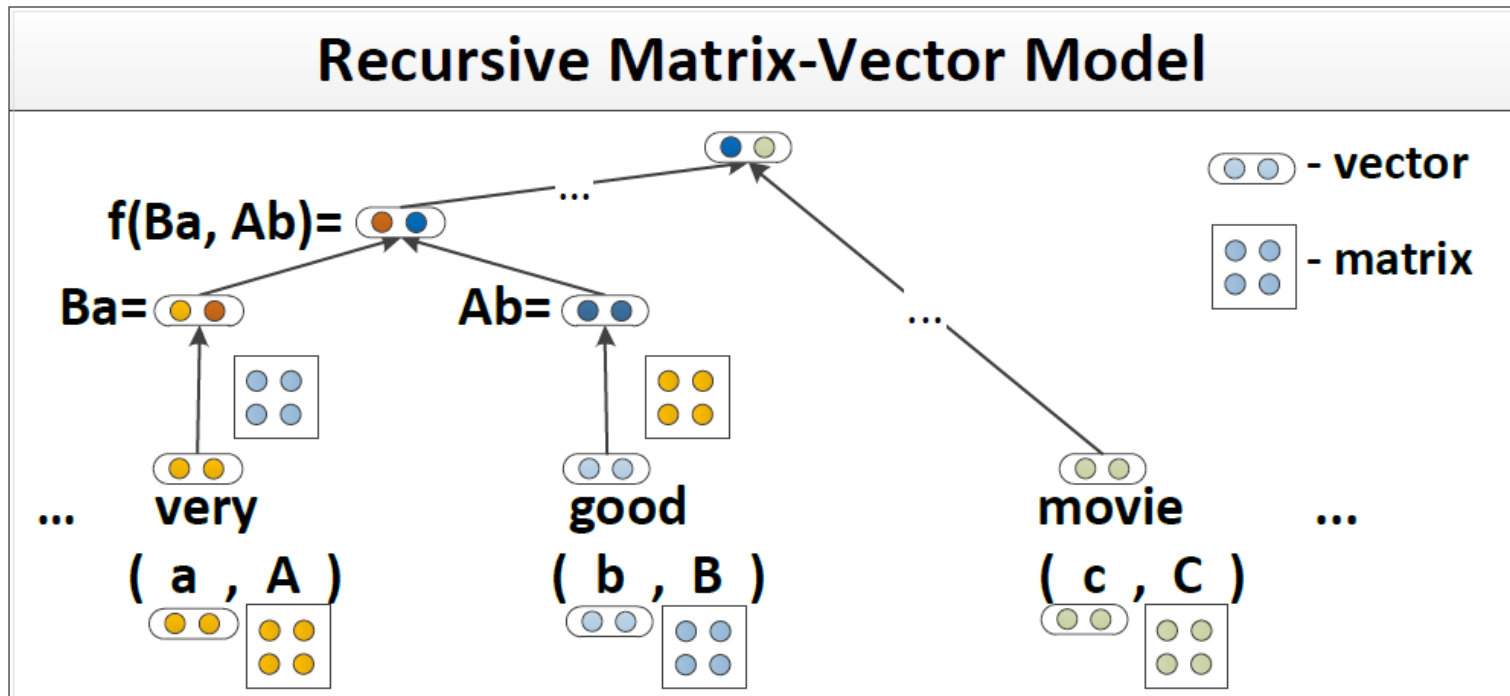 Recursive Matrix-Vector Model
- vector
...
f(Ba, Ab)=
- matrix
Ba=
Ab=
...
... very good movie ...
( a , A ) ( b , B ) ( c , C )